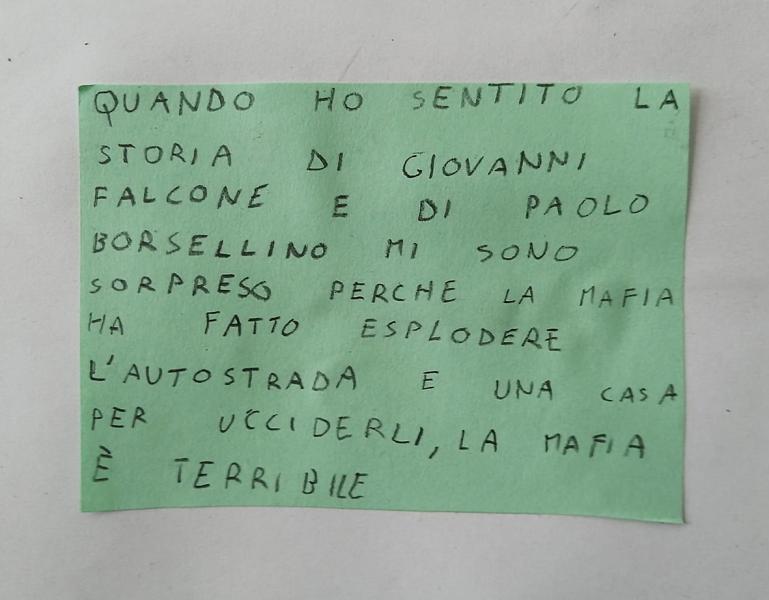 QUANDO HO SENTITO LA
STORIA DI GIOVANNI
FALCONE E DI PAOLO
BORSELLINO MI SONO
SORPRESO PERCHE LA MAFIA
HA FATTO ESPLODERE
L'AUTOSTRADA E UNA CASA
PER UCCIDERLI, LA MAFIA
È TERRIBILE